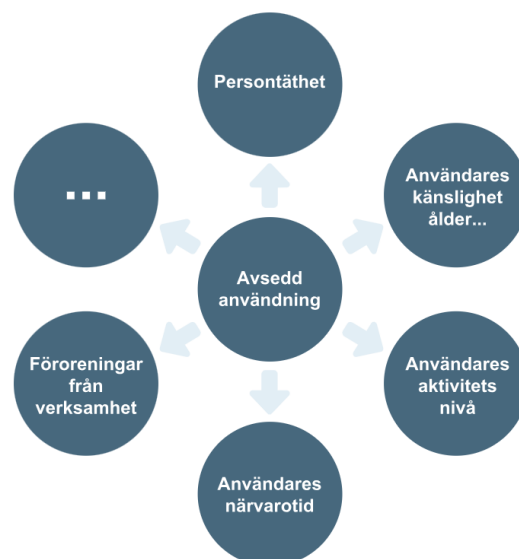 Persontäthet
Användares
känslighet
ålder...
...
Avsedd
användning
Föroreningar
från
verksamhet
Användares
aktivitets
nivå
Användares
närvarotid